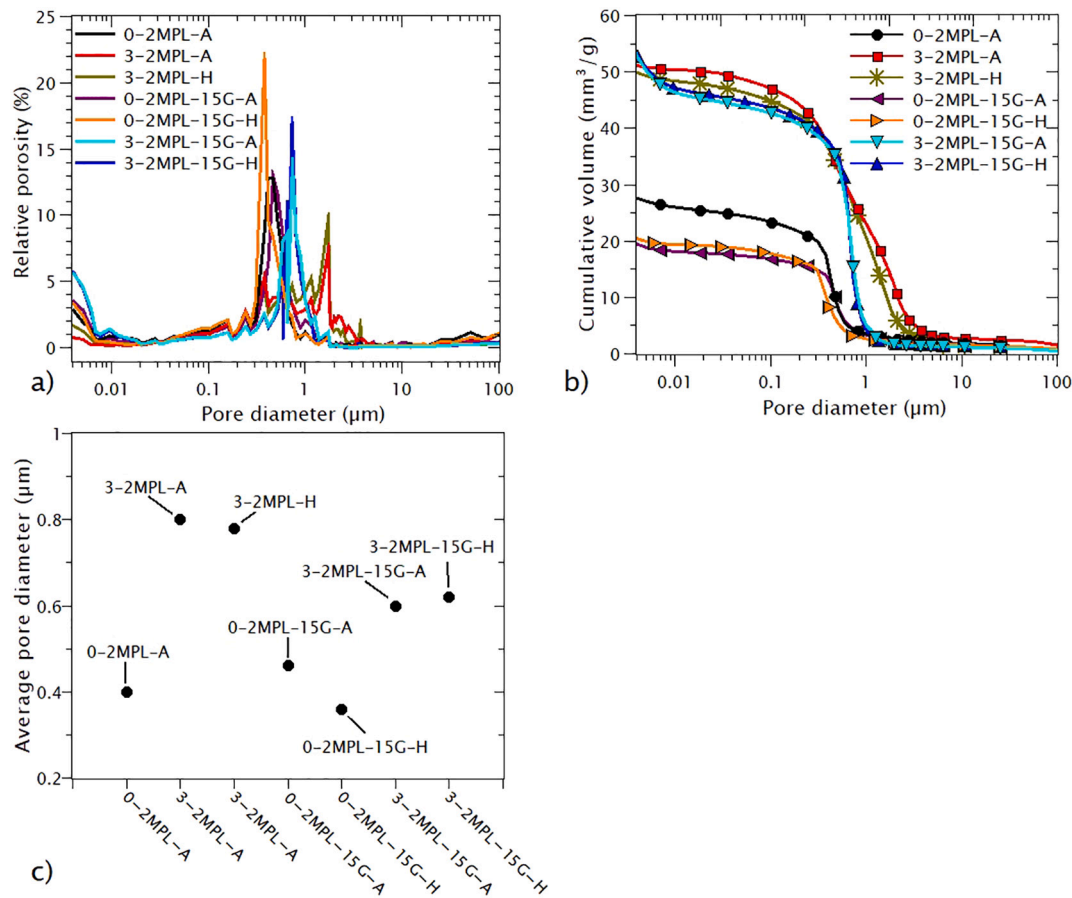 25
20
15
10
5
0
Relative porosity (%)
0-2MPL-A
3-2MPL-A
3-2MPL-H
0-2MPL-15G-A
0-2MPL-15G-H
3-2MPL-15G-A
3-2MPL-15G-H
0.01 0.1 1 10 100
Pore diameter (µm)
a)
60
50
40
30
20
10
0
Cumulative volume (mm³/g)
0-2MPL-A
3-2MPL-A
3-2MPL-H
0-2MPL-15G-A
0-2MPL-15G-H
3-2MPL-15G-A
3-2MPL-15G-H
0.01 0.1 1 10 100
Pore diameter (µm)
b)
1
0.8
0.6
0.4
0.2
Average pore diameter (µm)
3-2MPL-A
3-2MPL-H
3-2MPL-15G-H
3-2MPL-15G-A
0-2MPL-15G-A
0-2MPL-A
0-2MPL-15G-H
0-2MPL-A
3-2MPL-A
3-2MPL-A
0-2MPL-15G-A
0-2MPL-15G-H
3-2MPL-15G-A
3-2MPL-15G-H
c)